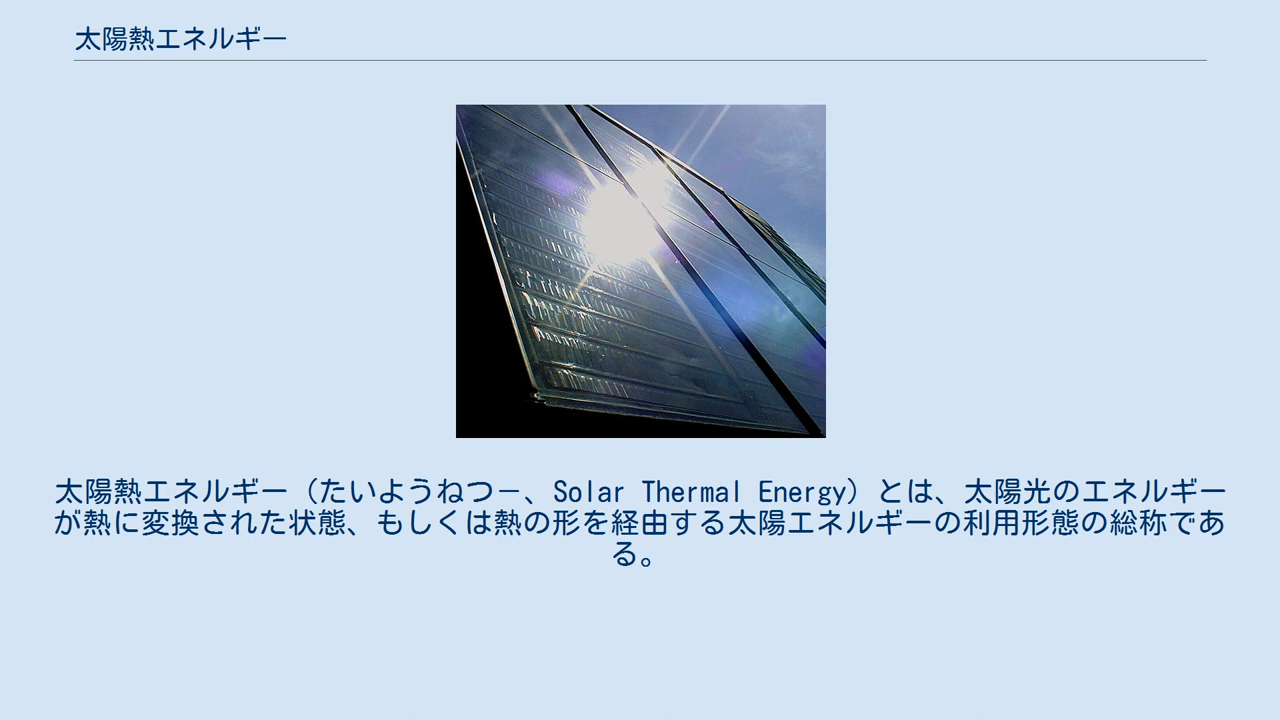 太陽熱エネルギー
太陽熱エネルギー（たいようねつ－、Solar Thermal Energy）とは、太陽光のエネルギー
が熱に変換された状態、もしくは熱の形を経由する太陽エネルギーの利用形態の総称であ
る。